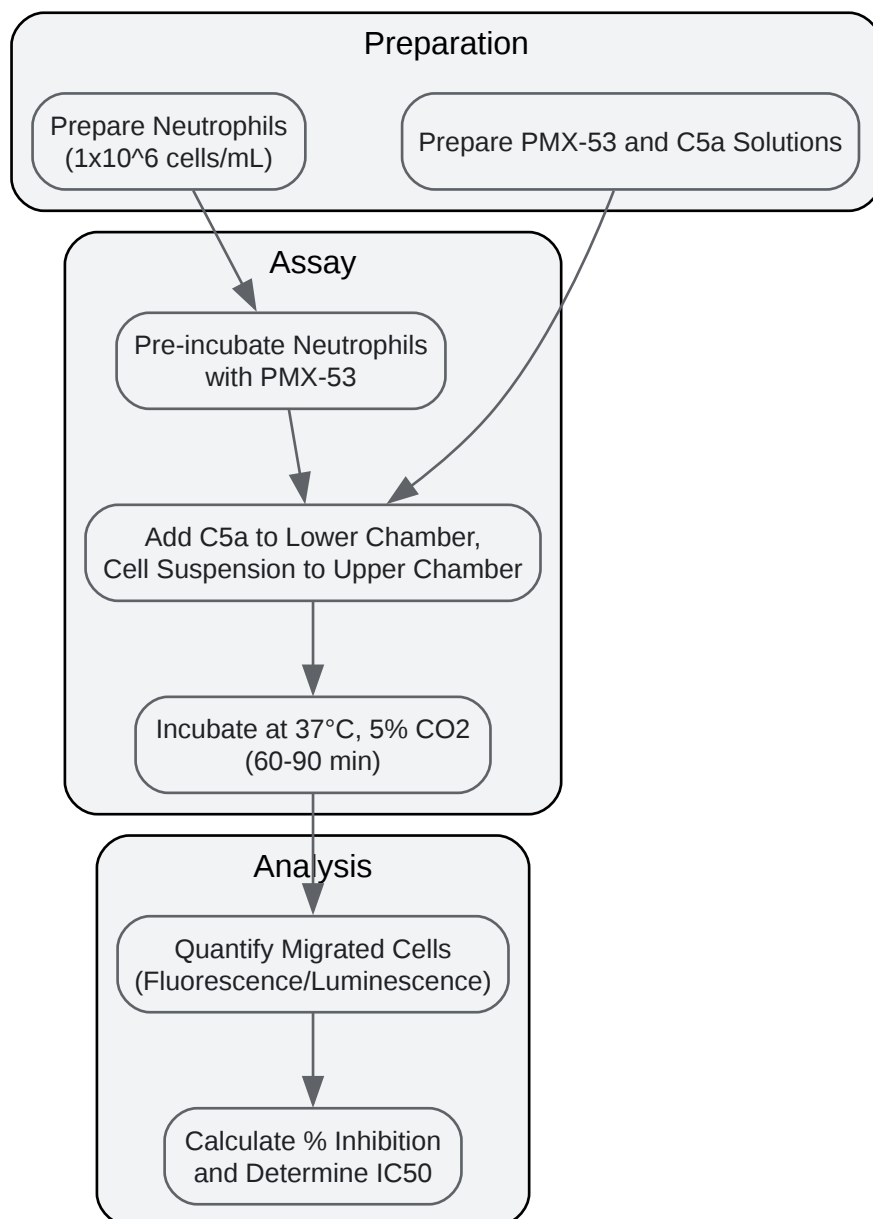 Preparation
Prepare Neutrophils
(1x10^6 cells/mL)
Prepare PMX-53 and C5a Solutions
Assay
Pre-incubate Neutrophils
with PMX-53
Add C5a to Lower Chamber,
Cell Suspension to Upper Chamber
Incubate at 37°C, 5% CO2
(60-90 min)
Analysis
Quantify Migrated Cells
(Fluorescence/Luminescence)
Calculate % Inhibition
and Determine IC50